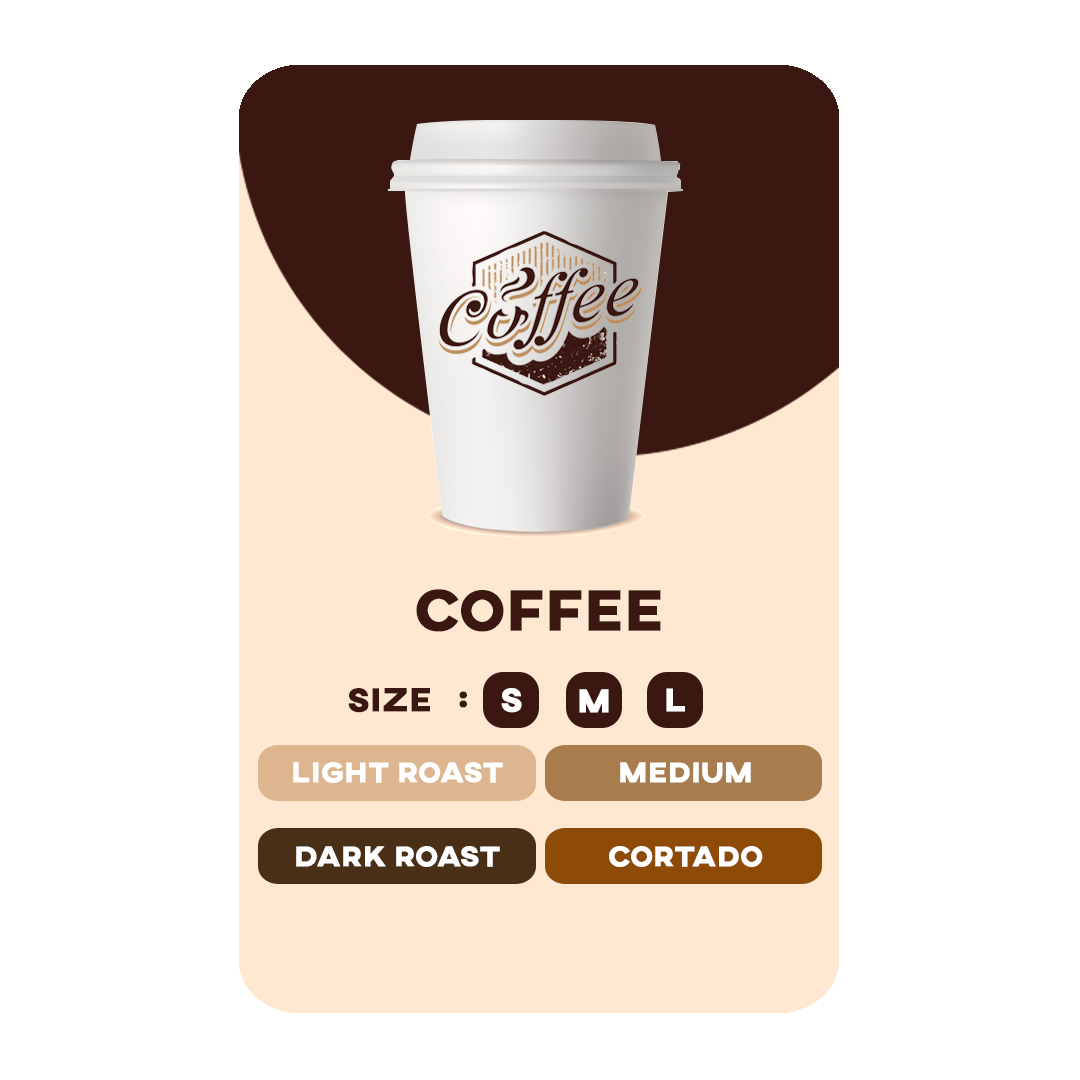 Coffee
COFFEE
SIZE : S M L
LIGHT ROAST MEDIUM
DARK ROAST CORTADO